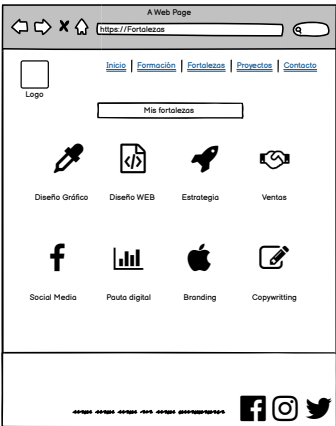 A Web Page
https://Fortalezas
Inicio | Formación | Fortalezas | Proyectos | Contacto
Logo
Mis fortalezas
Diseño Gráfico
Diseño WEB
Estrategia
Ventas
Social Media
Pauta digital
Branding
Copywritting